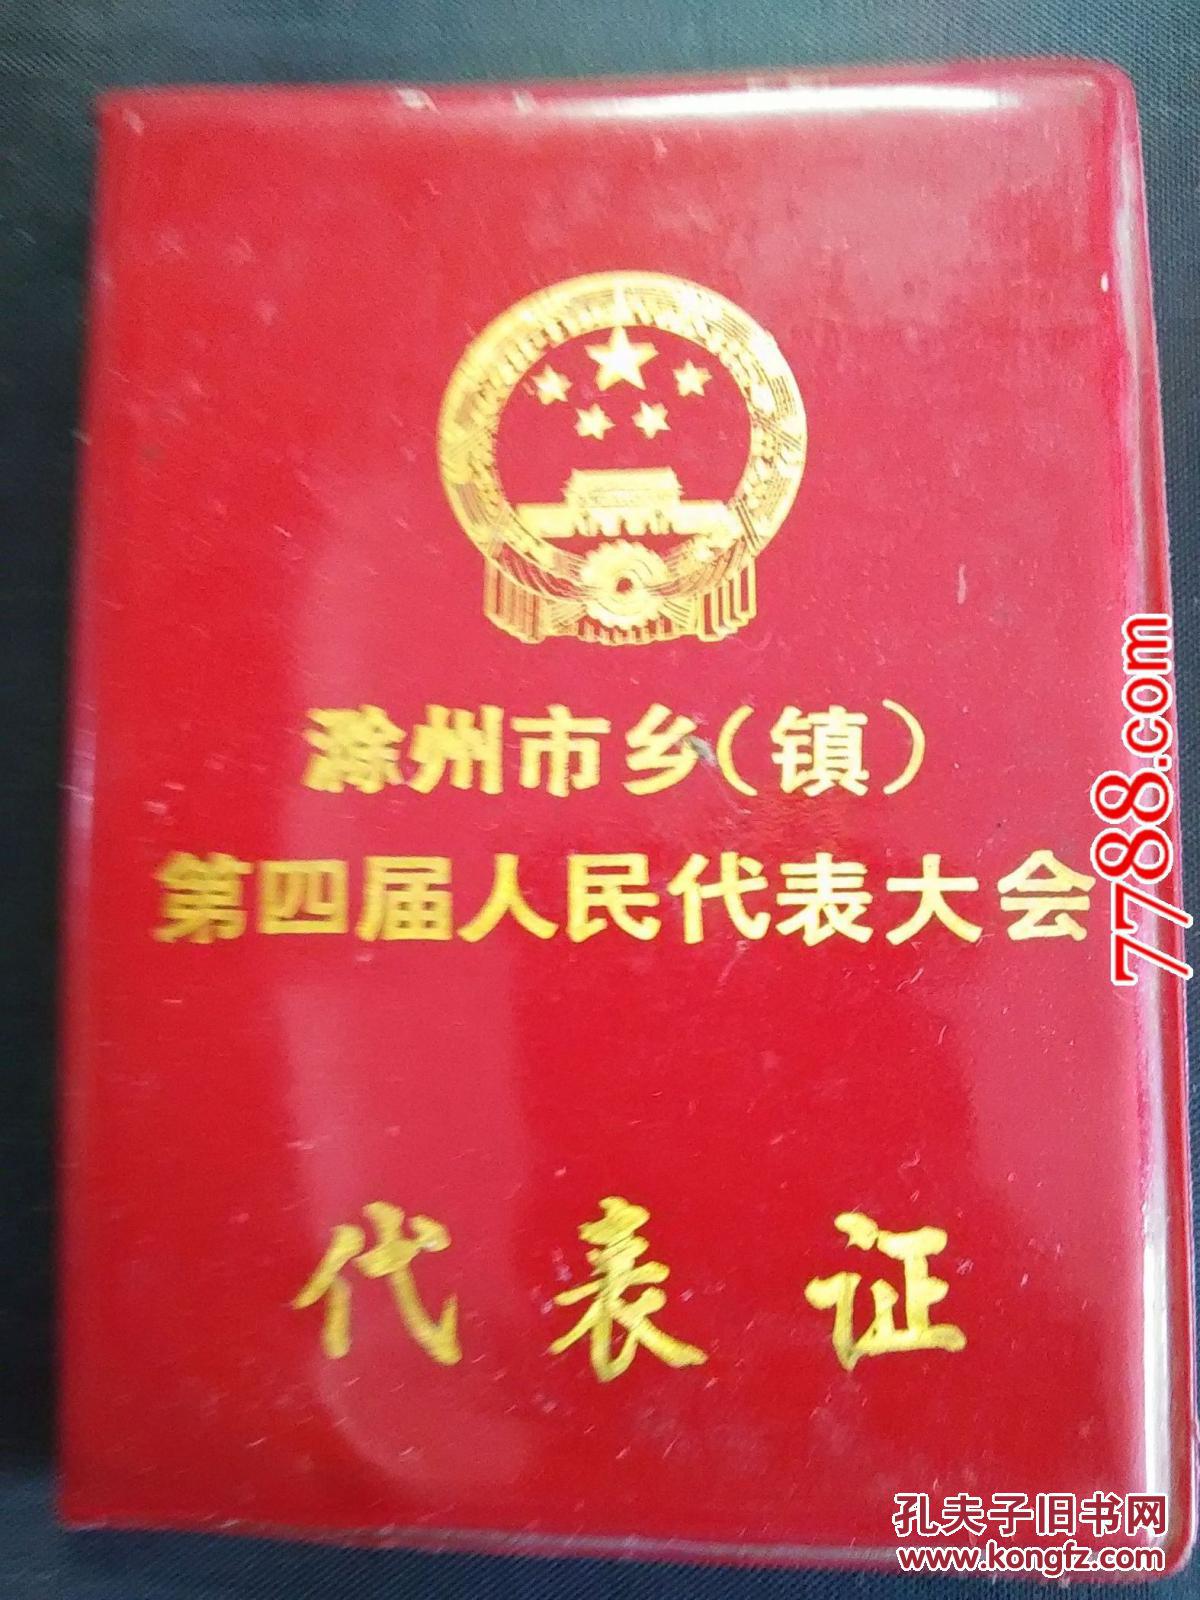 滁州市乡(镇)
第四届人民代表大会
代表证
7788.com
孔夫子旧书网
www.kongfz.com